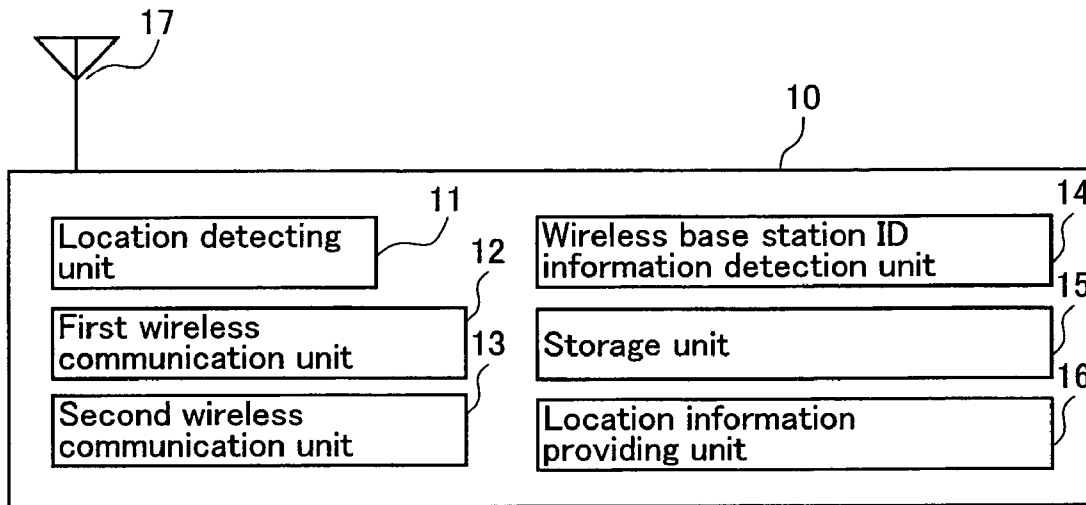 17
10
11
Location detecting
unit
14
Wireless base station ID
information detection unit
12
First wireless
communication unit
15
Storage unit
13
Second wireless
communication unit
16
Location information
providing unit